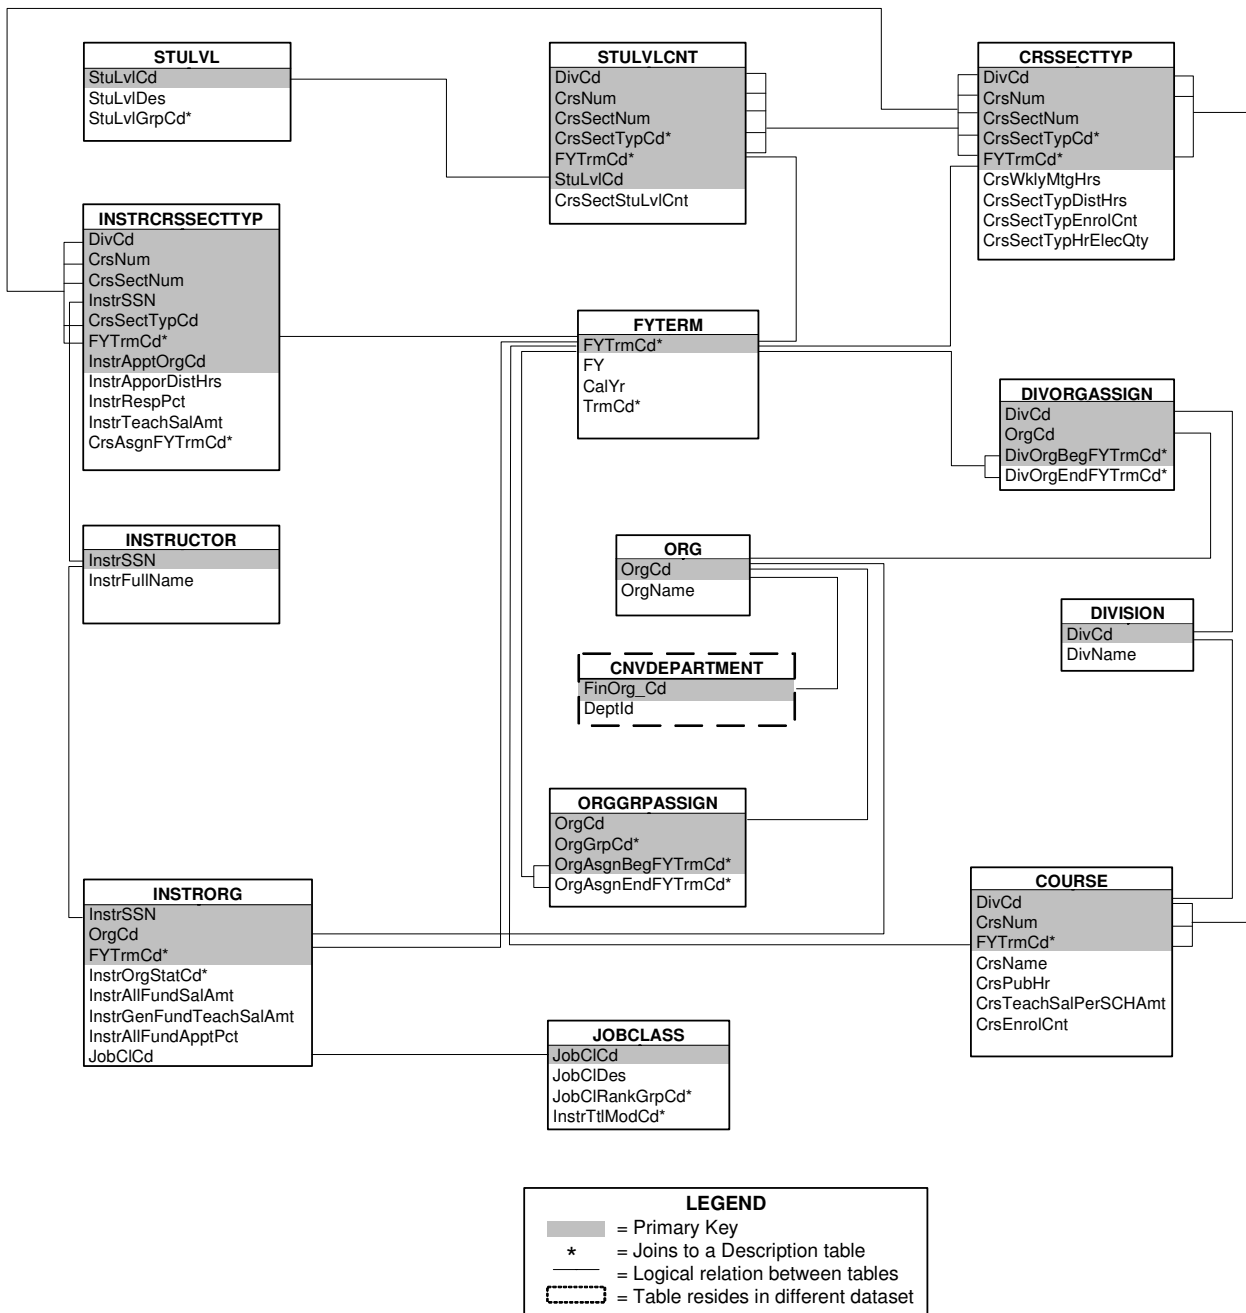 STULVL
StuLvlCd
StuLvlDes
StuLvlGrpCd*
STULVLCNT
DivCd
CrsNum
CrsSectNum
CrsSectTypCd*
FYTrmCd*
StuLvlCd
CrsSectStuLvlCnt
CRSSECTTYP
DivCd
CrsNum
CrsSectNum
CrsSectTypCd*
FYTrmCd*
CrsWklyMtgHrs
CrsSectTypDistHrs
CrsSectTypEnrolCnt
CrsSectTypHrElecQty
INSTRCRSSECTTYP
DivCd
CrsNum
CrsSectNum
InstrSSN
CrsSectTypCd
FYTrmCd*
InstrApptOrgCd
InstrApporDistHrs
InstrRespPct
InstrTeachSalAmt
CrsAsgnFYTrmCd*
FYTERM
FYTrmCd*
FY
CalYr
TrmCd*
DIVORGASSIGN
DivCd
OrgCd
DivOrgBegFYTrmCd*
DivOrgEndFYTrmCd*
INSTRUCTOR
InstrSSN
InstrFullName
ORG
OrgCd
OrgName
DIVISION
DivCd
DivName
CNVDEPARTMENT
FinOrg_Cd
DeptId
ORGGRPASSIGN
OrgCd
OrgGrpCd*
OrgAsgnBegFYTrmCd*
OrgAsgnEndFYTrmCd*
INSTRORG
InstrSSN
OrgCd
FYTrmCd*
InstrOrgStatCd*
InstrAllFundSalAmt
InstrGenFundTeachSalAmt
InstrAllFundApptPct
JobClCd
COURSE
DivCd
CrsNum
FYTrmCd*
CrsName
CrsPubHr
CrsTeachSalPerSCHAmt
CrsEnrolCnt
JOBCLASS
JobClCd
JobClDes
JobClRankGrpCd*
InstrTtlModCd*
LEGEND
= Primary Key
* = Joins to a Description table
= Logical relation between tables
= Table resides in different dataset